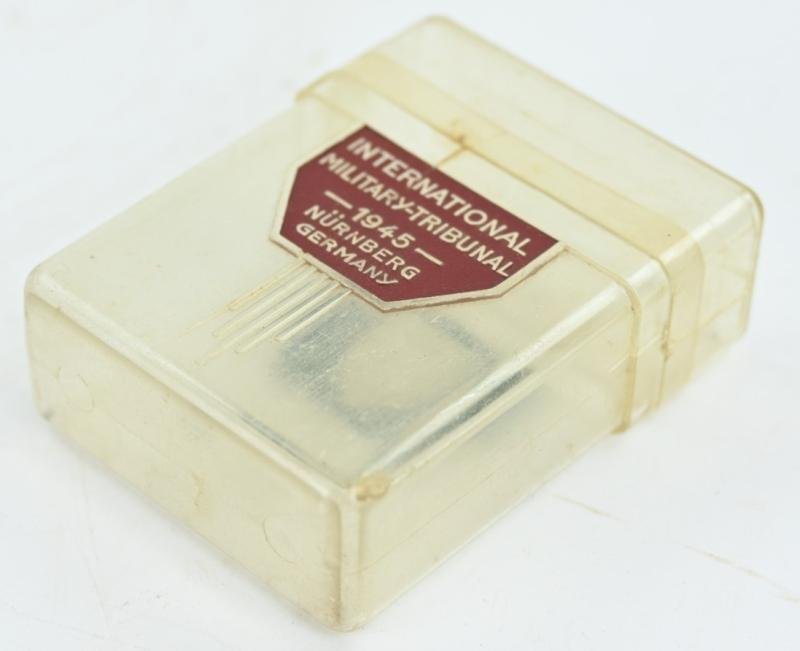 INTERNATIONAL
MILITARY-TRIBUNAL
— 1945 —
NÜRNBERG
GERMANY